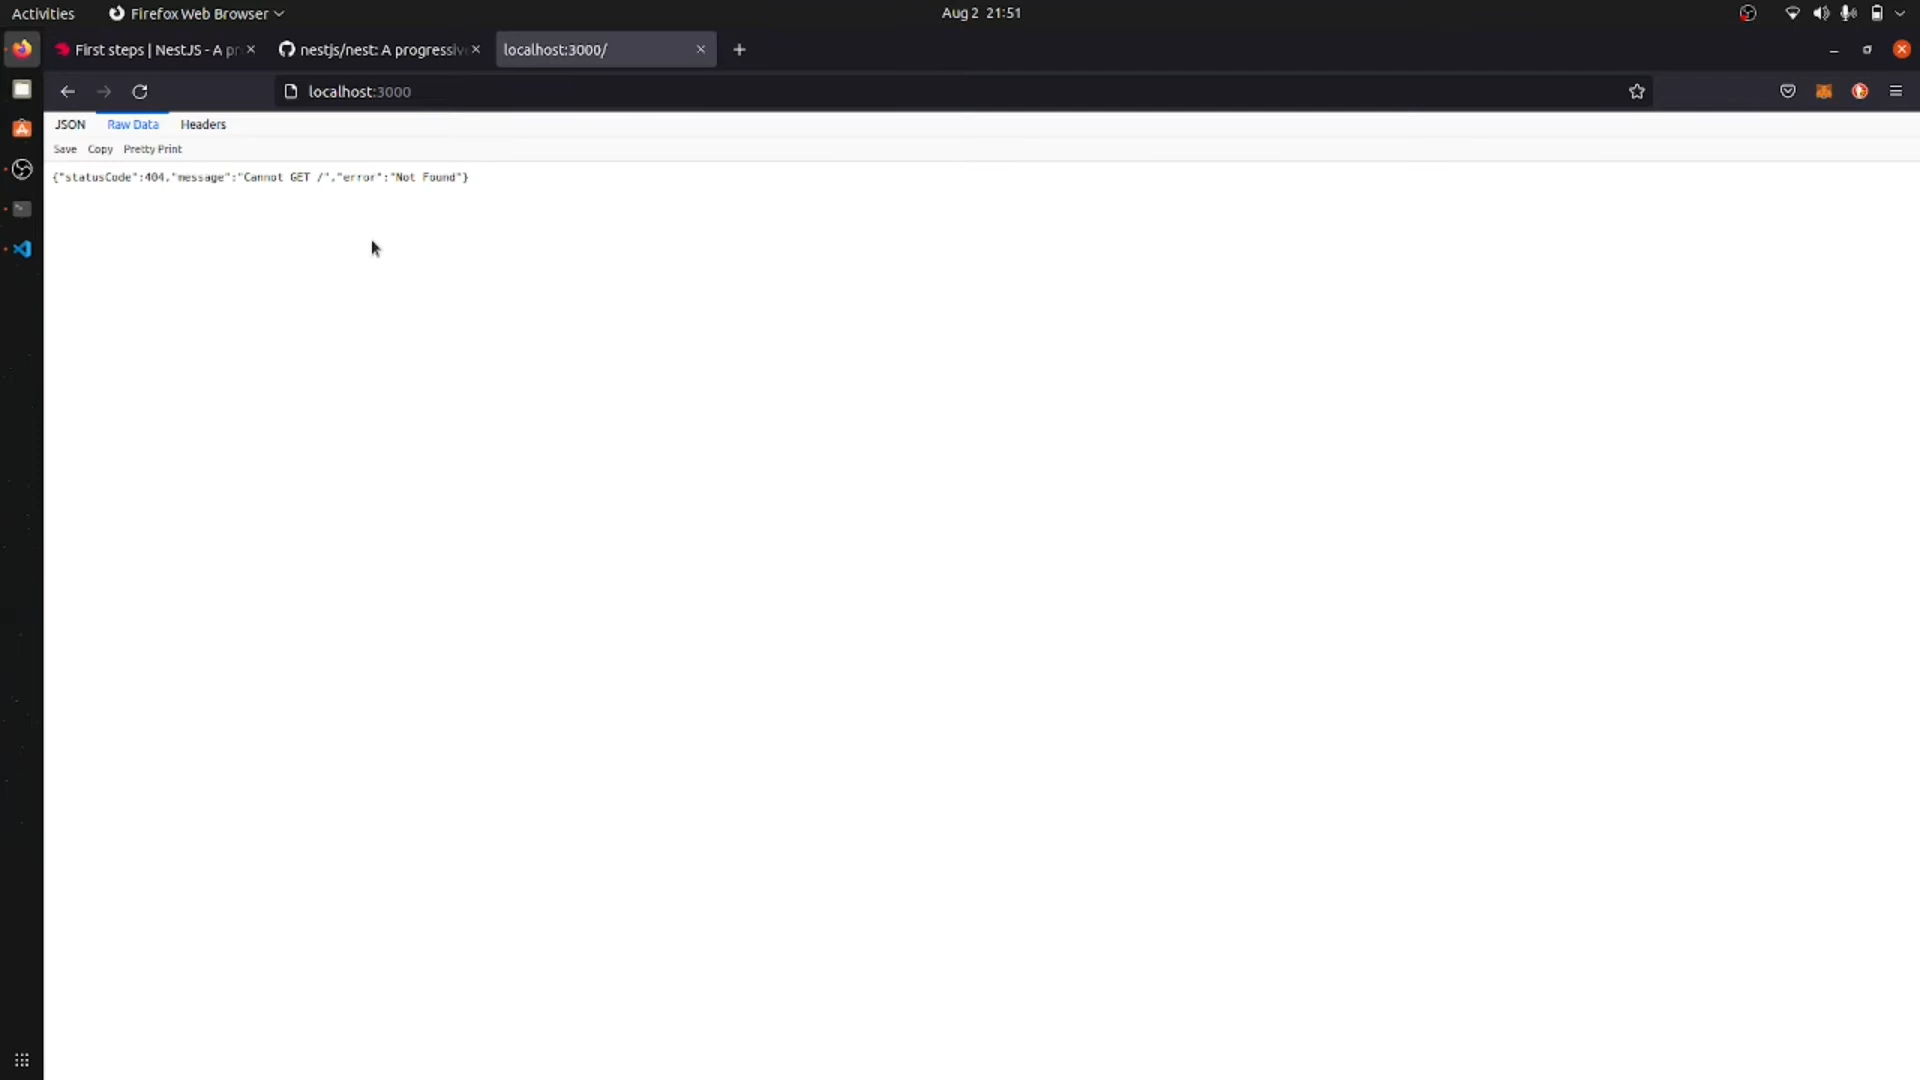 Activities Firefox Web Browser Aug 2 21:51
First steps | NestJS - A pr nestjs/nest: A progressiv localhost:3000/
localhost:3000
JSON Raw Data Headers
Save Copy Pretty Print
{"statusCode":404,"message":"Cannot GET /","error":"Not Found"}